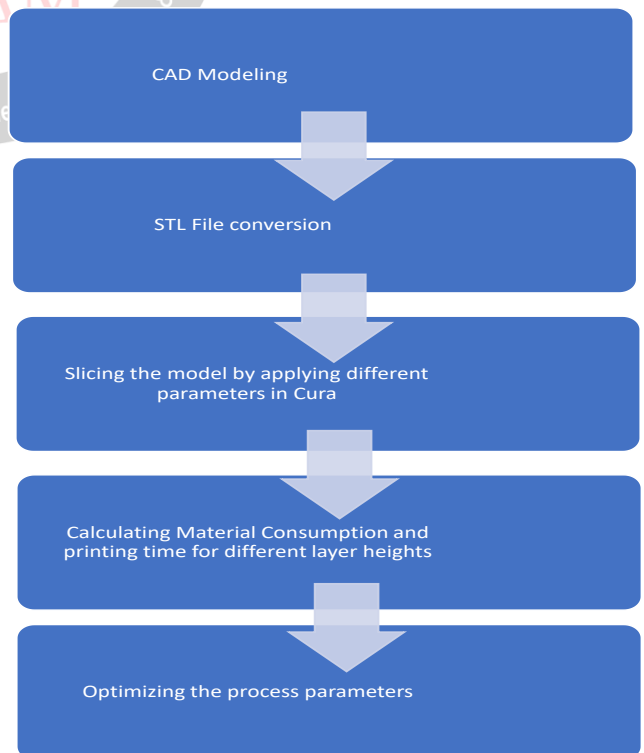 CAD Modeling
STL File conversion
Slicing the model by applying different
parameters in Cura
Calculating Material Consumption and
printing time for different layer heights
Optimizing the process parameters